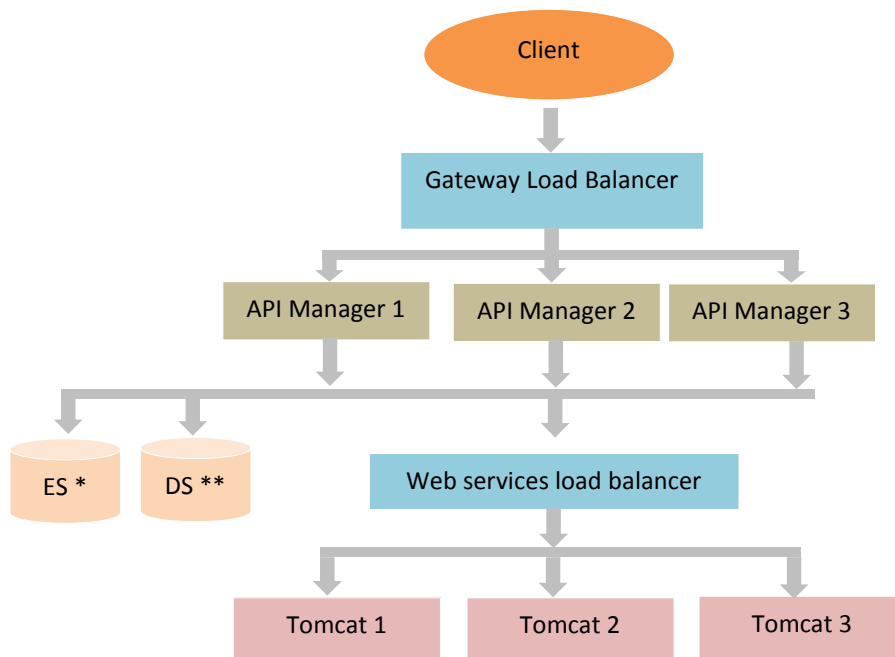 Client
Gateway Load Balancer
API Manager 1
API Manager 2
API Manager 3
ES *
DS **
Web services load balancer
Tomcat 1
Tomcat 2
Tomcat 3